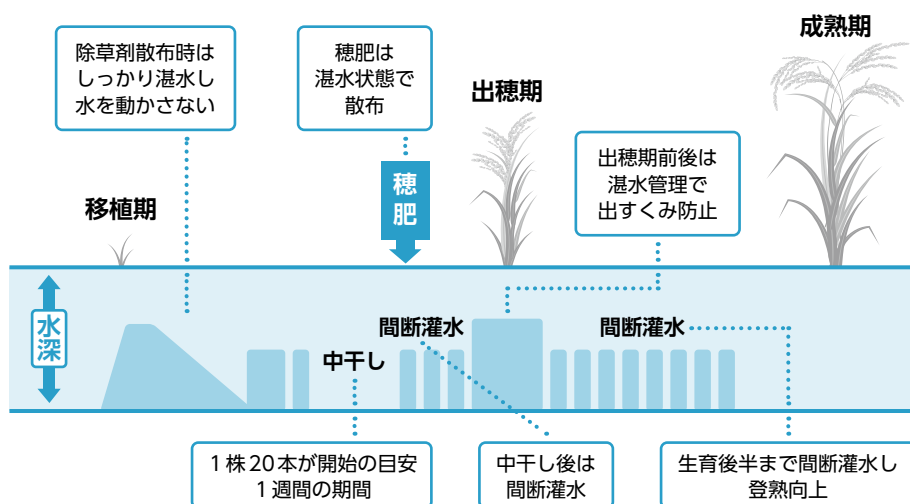 除草剤散布時は
しっかり湛水し
水を動かさない
穂肥は
湛水状態で
散布
出穂期
成熟期
出穂期前後は
湛水管理で
出すくみ防止
移植期
穂肥
水深
間断灌水
間断灌水
中干し
1株20本が開始の目安
1週間の期間
中干し後は
間断灌水
生育後半まで間断灌水し
登熟向上